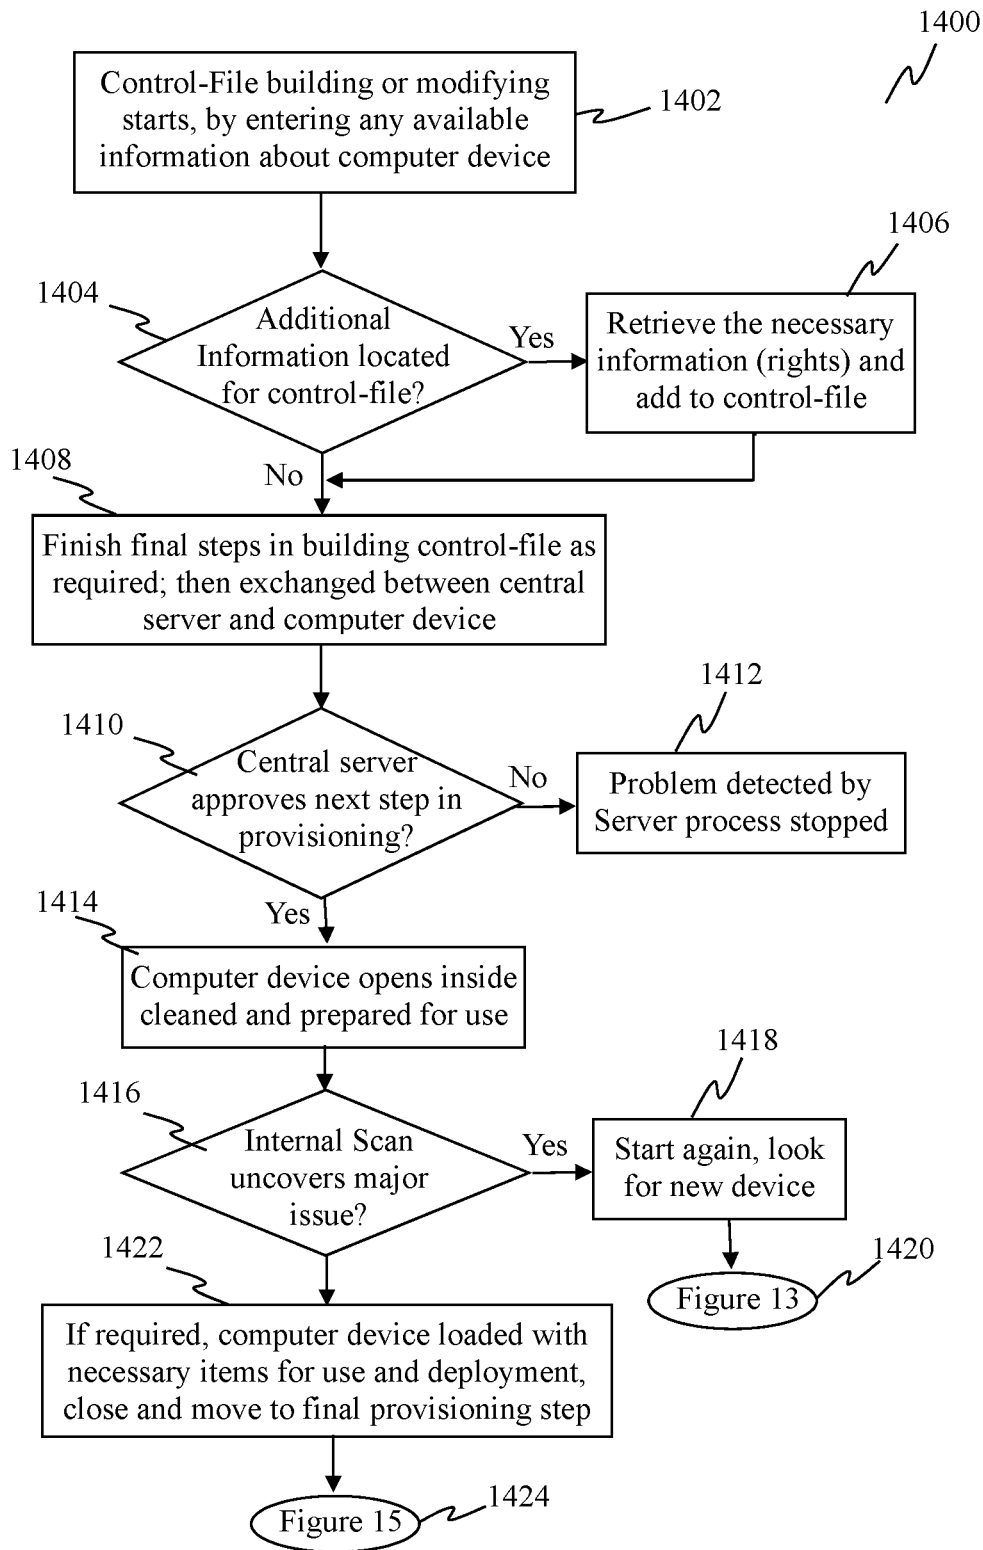 1400
Control-File building or modifying
starts, by entering any available
information about computer device
1402
1404
Additional
Information located
for control-file?
Yes
1406
Retrieve the necessary
information (rights) and
add to control-file
No
1408
Finish final steps in building control-file as
required; then exchanged between central
server and computer device
1410
Central server
approves next step in
provisioning?
No
1412
Problem detected by
Server process stopped
Yes
1414
Computer device opens inside
cleaned and prepared for use
1416
Internal Scan
uncovers major
issue?
Yes
1418
Start again, look
for new device
1420
Figure 13
1422
If required, computer device loaded with
necessary items for use and deployment,
close and move to final provisioning step
1424
Figure 15